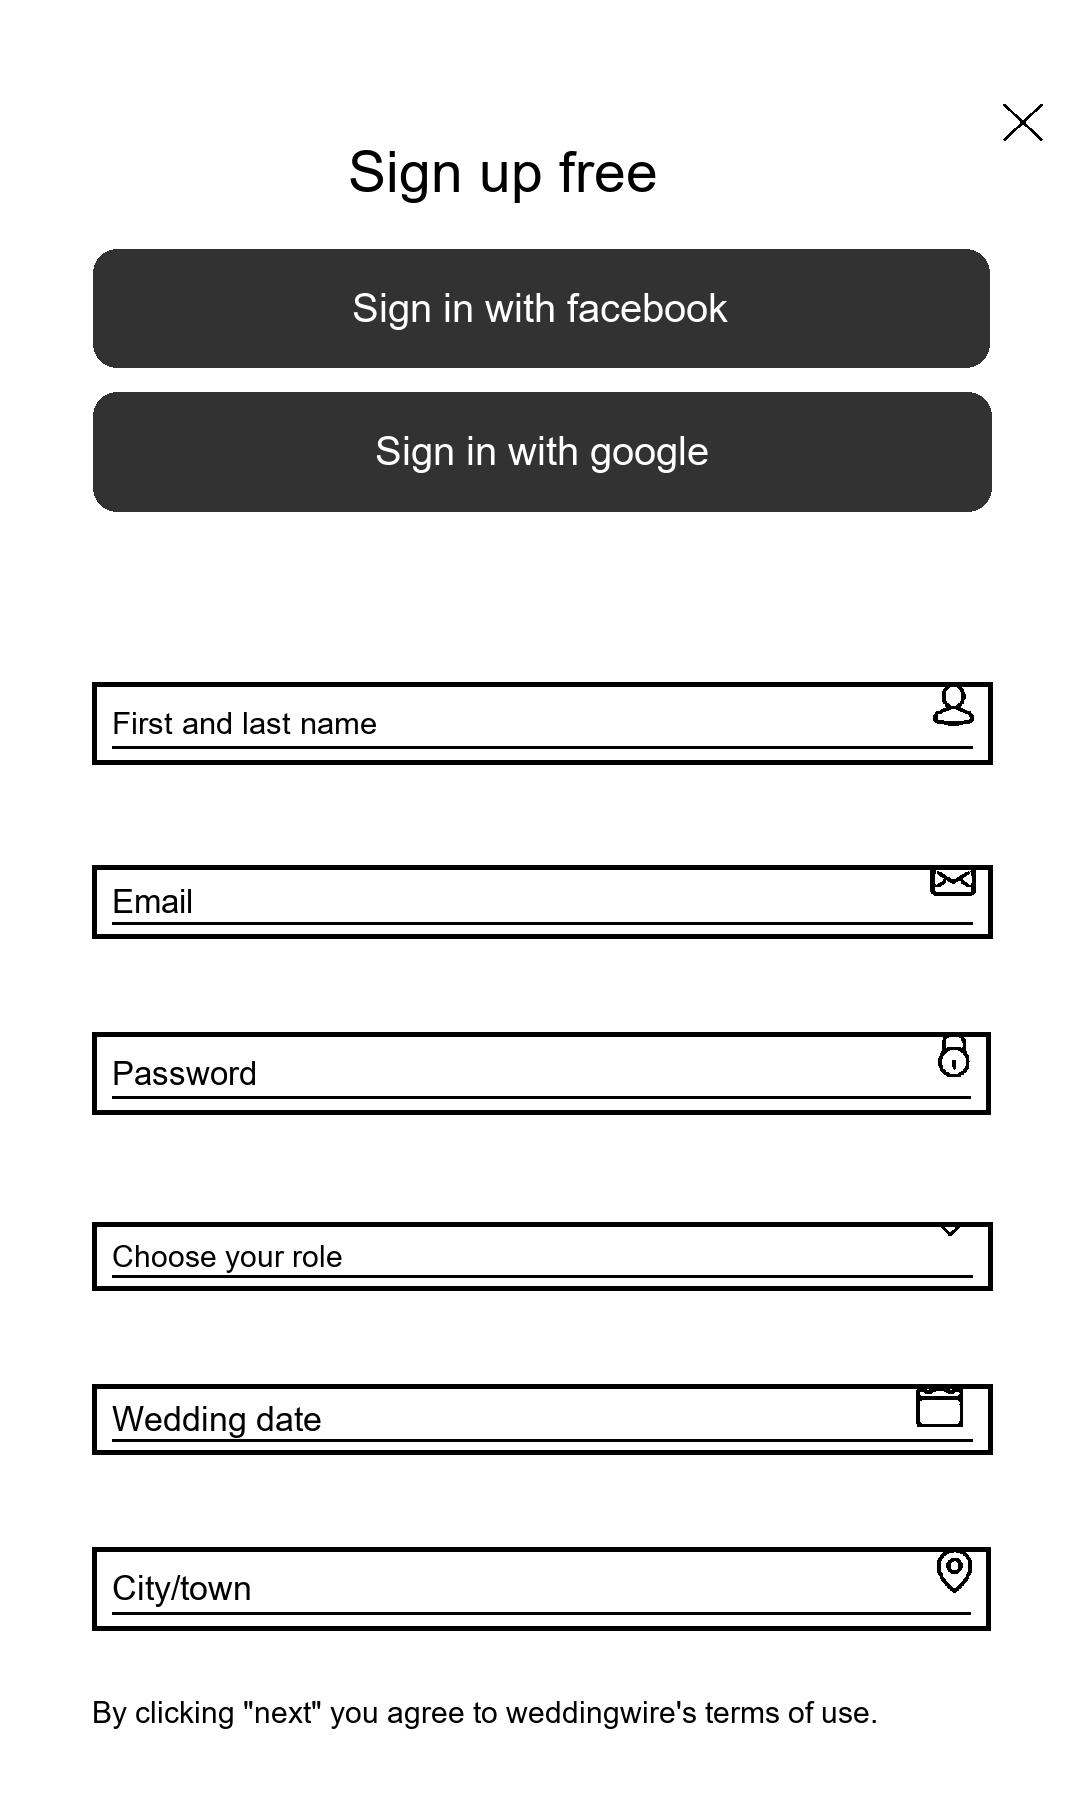 Sign up free
Sign in with facebook
Sign in with google
First and last name
Email
Password
Choose your role
Wedding date
City/town
By clicking "next" you agree to weddingwire's terms of use.